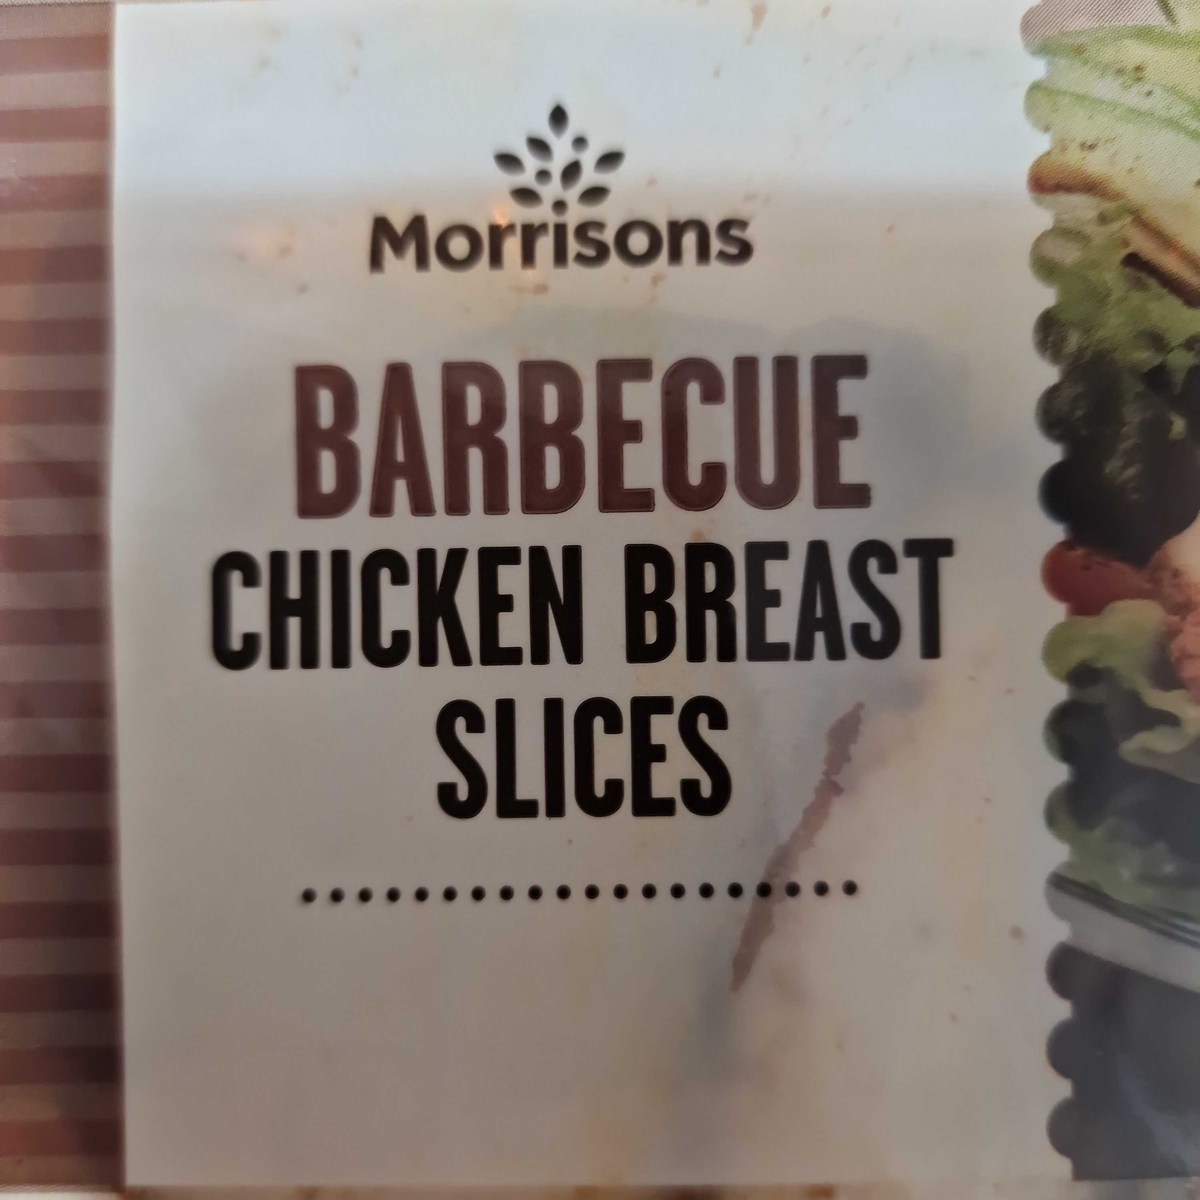 Morrisons
BARBECUE
CHICKEN BREAST
SLICES